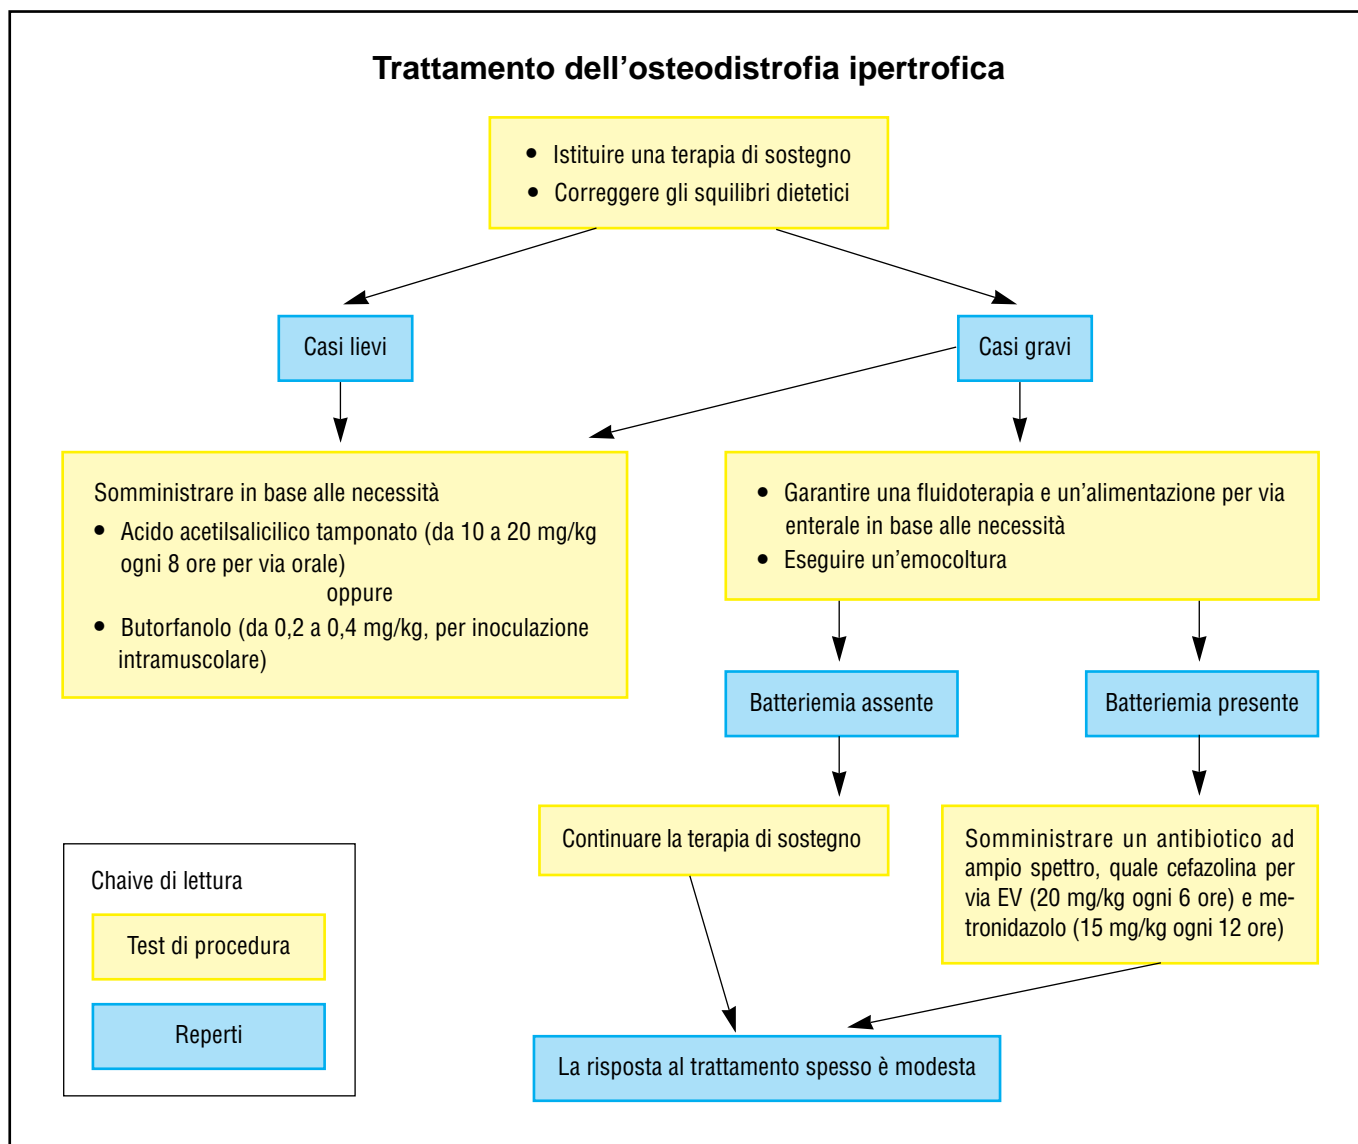 Trattamento dell'osteodistrofia ipertrofica
• Istituire una terapia di sostegno
• Correggere gli squilibri dietetici
Casi lievi
Casi gravi
Somministrare in base alle necessità
• Acido acetilsalicilico tamponato (da 10 a 20 mg/kg
ogni 8 ore per via orale)
oppure
• Butorfanolo (da 0,2 a 0,4 mg/kg, per inoculazione
intramuscolare)
• Garantire una fluidoterapia e un'alimentazione per via
enterale in base alle necessità
• Eseguire un'emocoltura
Batteriemia assente
Batteriemia presente
Continuare la terapia di sostegno
Somministrare un antibiotico ad
ampio spettro, quale cefazolina per
via EV (20 mg/kg ogni 6 ore) e me-
tronidazolo (15 mg/kg ogni 12 ore)
La risposta al trattamento spesso è modesta
Chaive di lettura
Test di procedura
Reperti